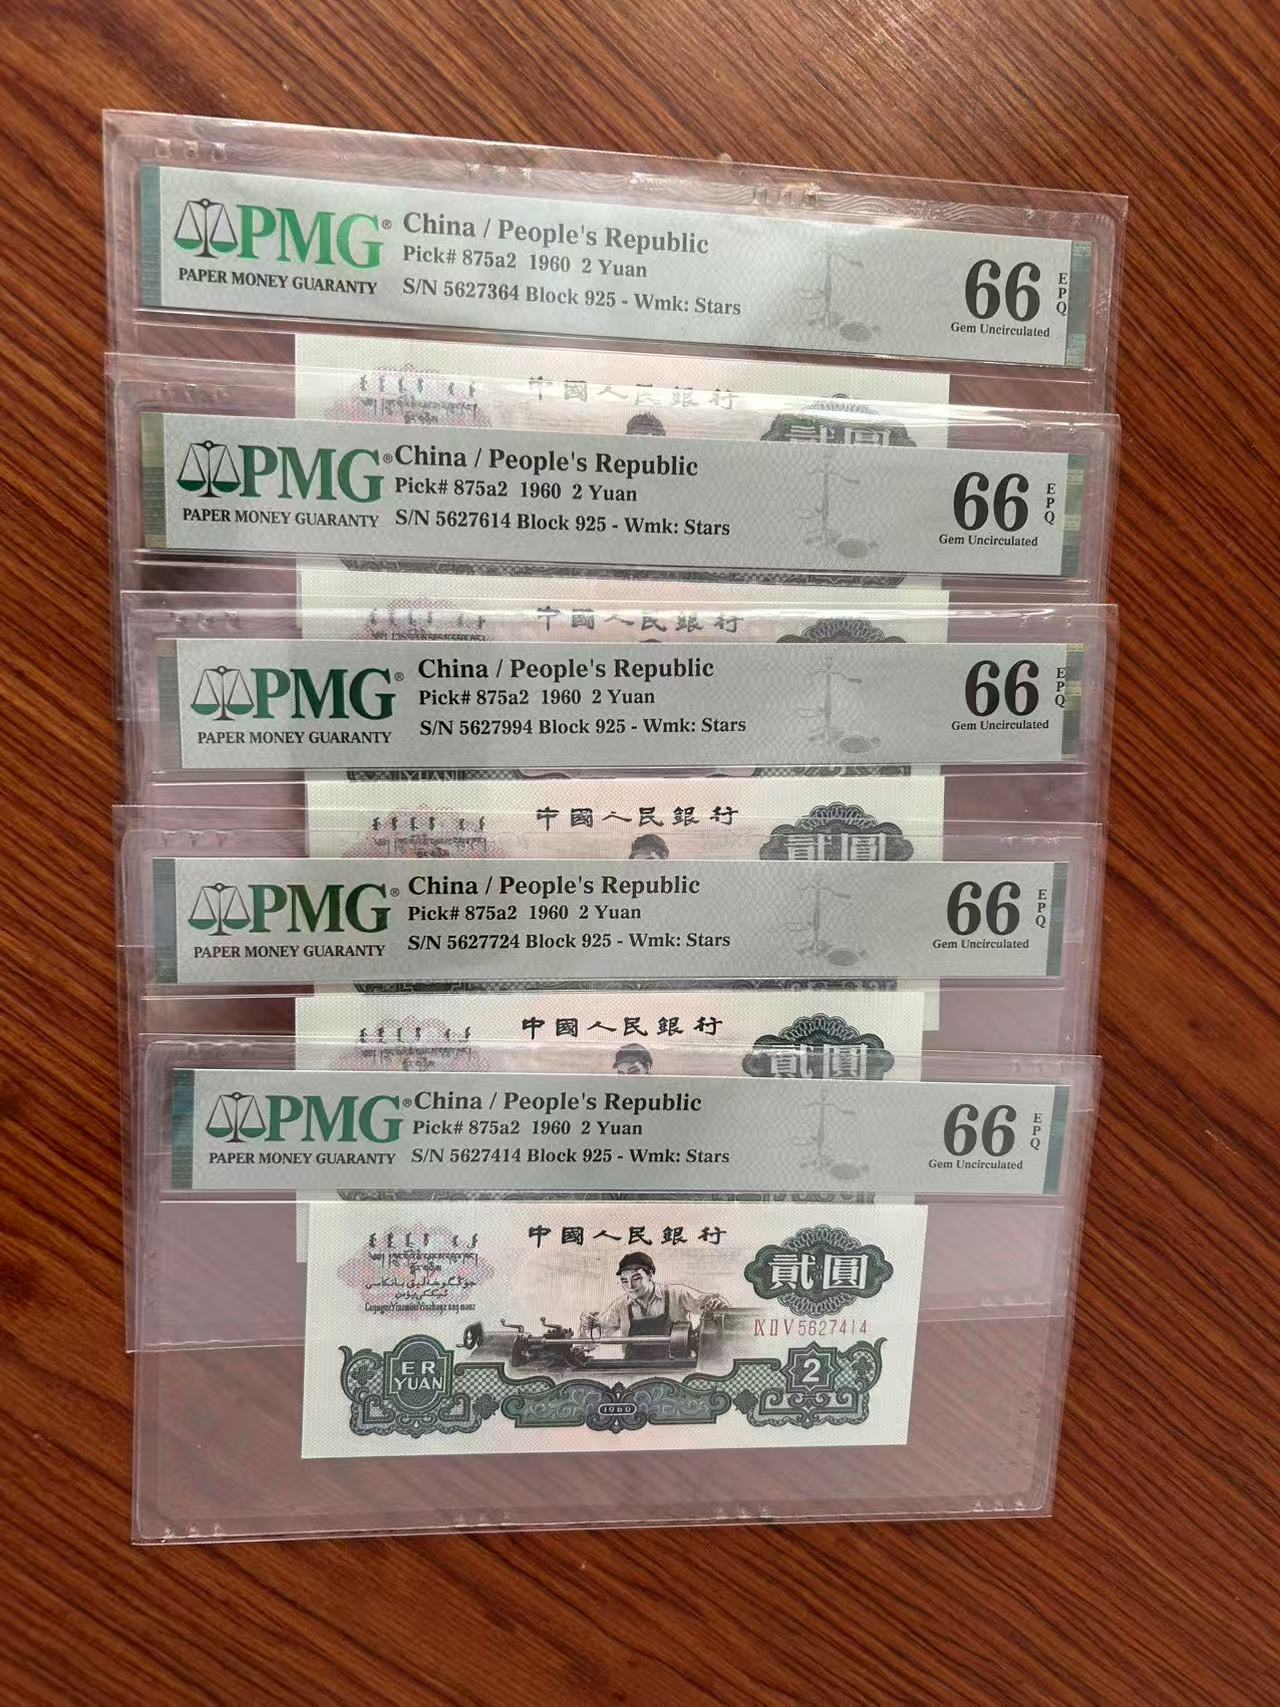 PMG®
PAPER MONEY GUARANTY
China / People's Republic
Pick# 875a2 1960 2 Yuan
S/N 5627364 Block 925 - Wmk: Stars
66 EPQ
Gem Uncirculated
中國人民銀行
貳圓
PMG®
PAPER MONEY GUARANTY
China / People's Republic
Pick# 875a2 1960 2 Yuan
S/N 5627614 Block 925 - Wmk: Stars
66 EPQ
Gem Uncirculated
中國人民銀行
PMG®
PAPER MONEY GUARANTY
China / People's Republic
Pick# 875a2 1960 2 Yuan
S/N 5627994 Block 925 - Wmk: Stars
66 EPQ
Gem Uncirculated
YUAN
中國人民銀行
貳圓
PMG®
PAPER MONEY GUARANTY
China / People's Republic
Pick# 875a2 1960 2 Yuan
S/N 5627724 Block 925 - Wmk: Stars
66 EPQ
Gem Uncirculated
中國人民銀行
貳圓
PMG®
PAPER MONEY GUARANTY
China / People's Republic
Pick# 875a2 1960 2 Yuan
S/N 5627414 Block 925 - Wmk: Stars
66 EPQ
Gem Uncirculated
中國人民銀行
貳圓
IX II V 5627414
ER
YUAN
1960
2